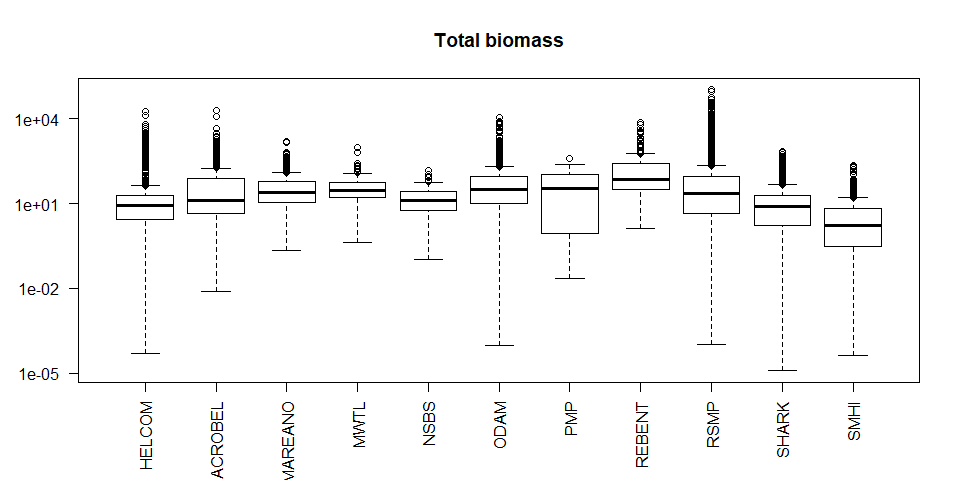 Total biomass
1e+04
1e+01
1e-02
1e-05
HELCOM
ACROBEL
MAREANO
MWTL
NSBS
ODAM
PMP
REBENT
RSMP
SHARK
SMHI